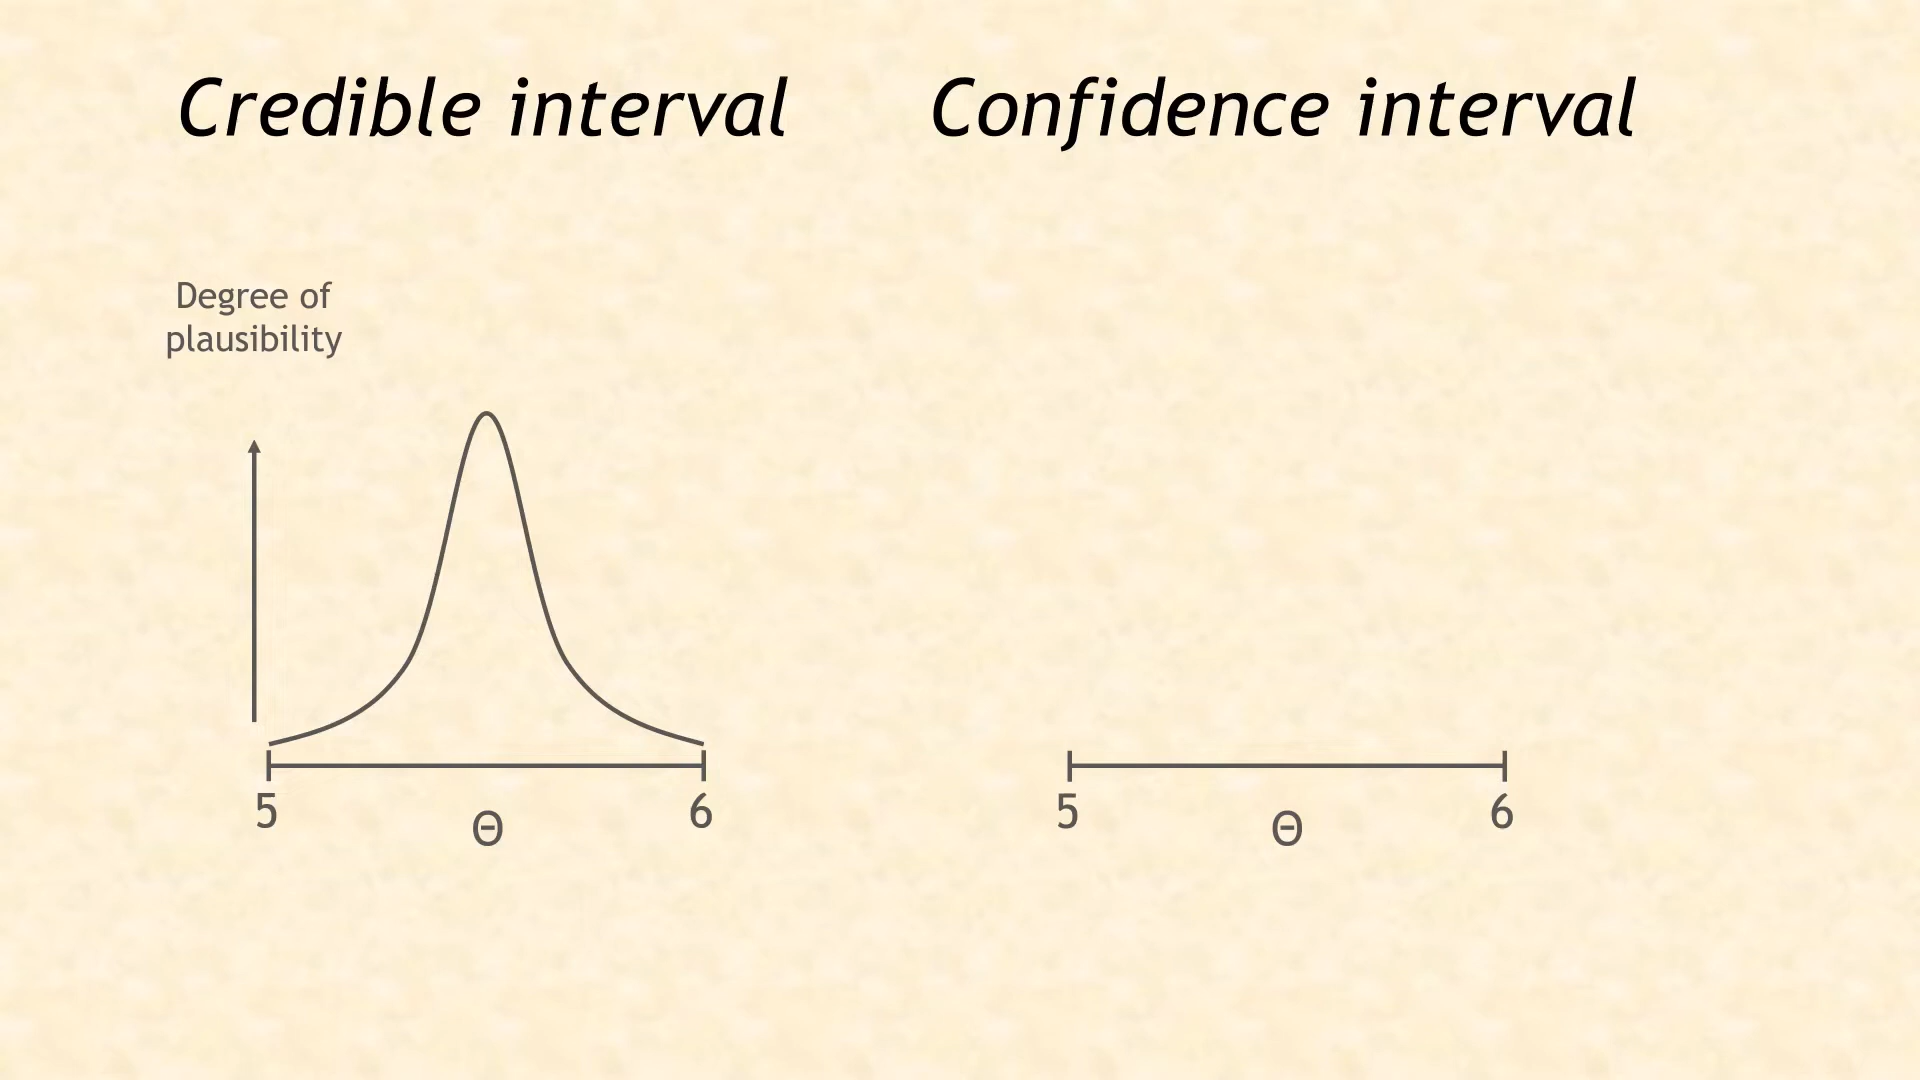 Credible interval
Confidence interval
Degree of
plausibility
5
Θ
6
5
Θ
6